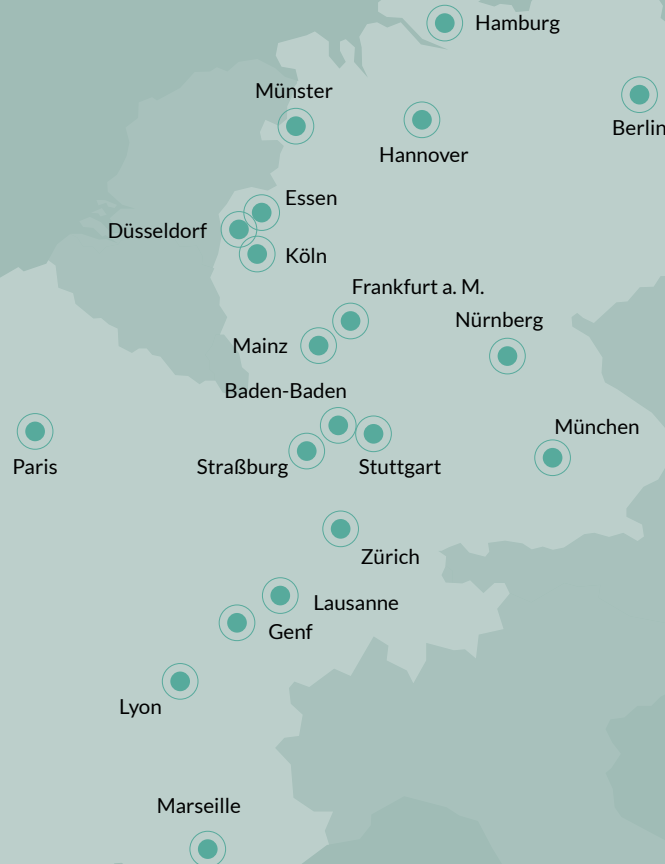 Hamburg
Münster
Berlin
Hannover
Essen
Düsseldorf
Köln
Frankfurt a. M.
Nürnberg
Mainz
Baden-Baden
München
Paris
Straßburg
Stuttgart
Zürich
Lausanne
Genf
Lyon
Marseille